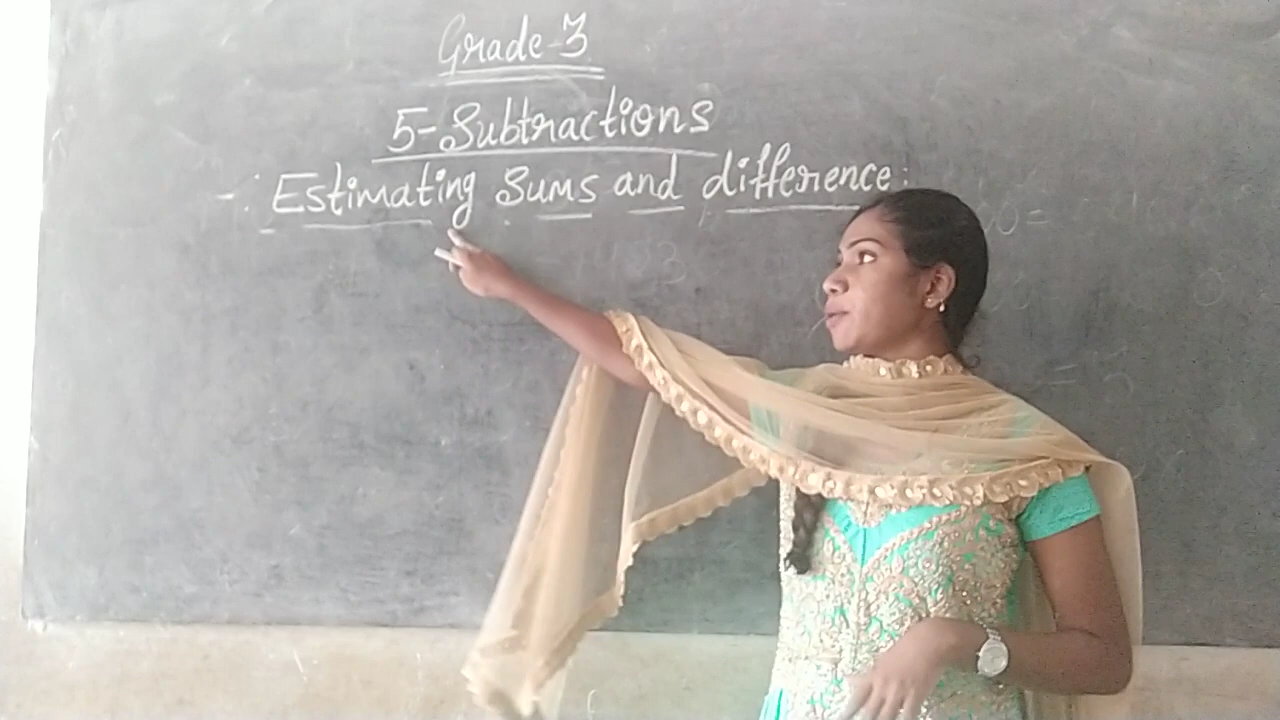 Grade-3
5-Subtractions
-: Estimating Sums and difference: